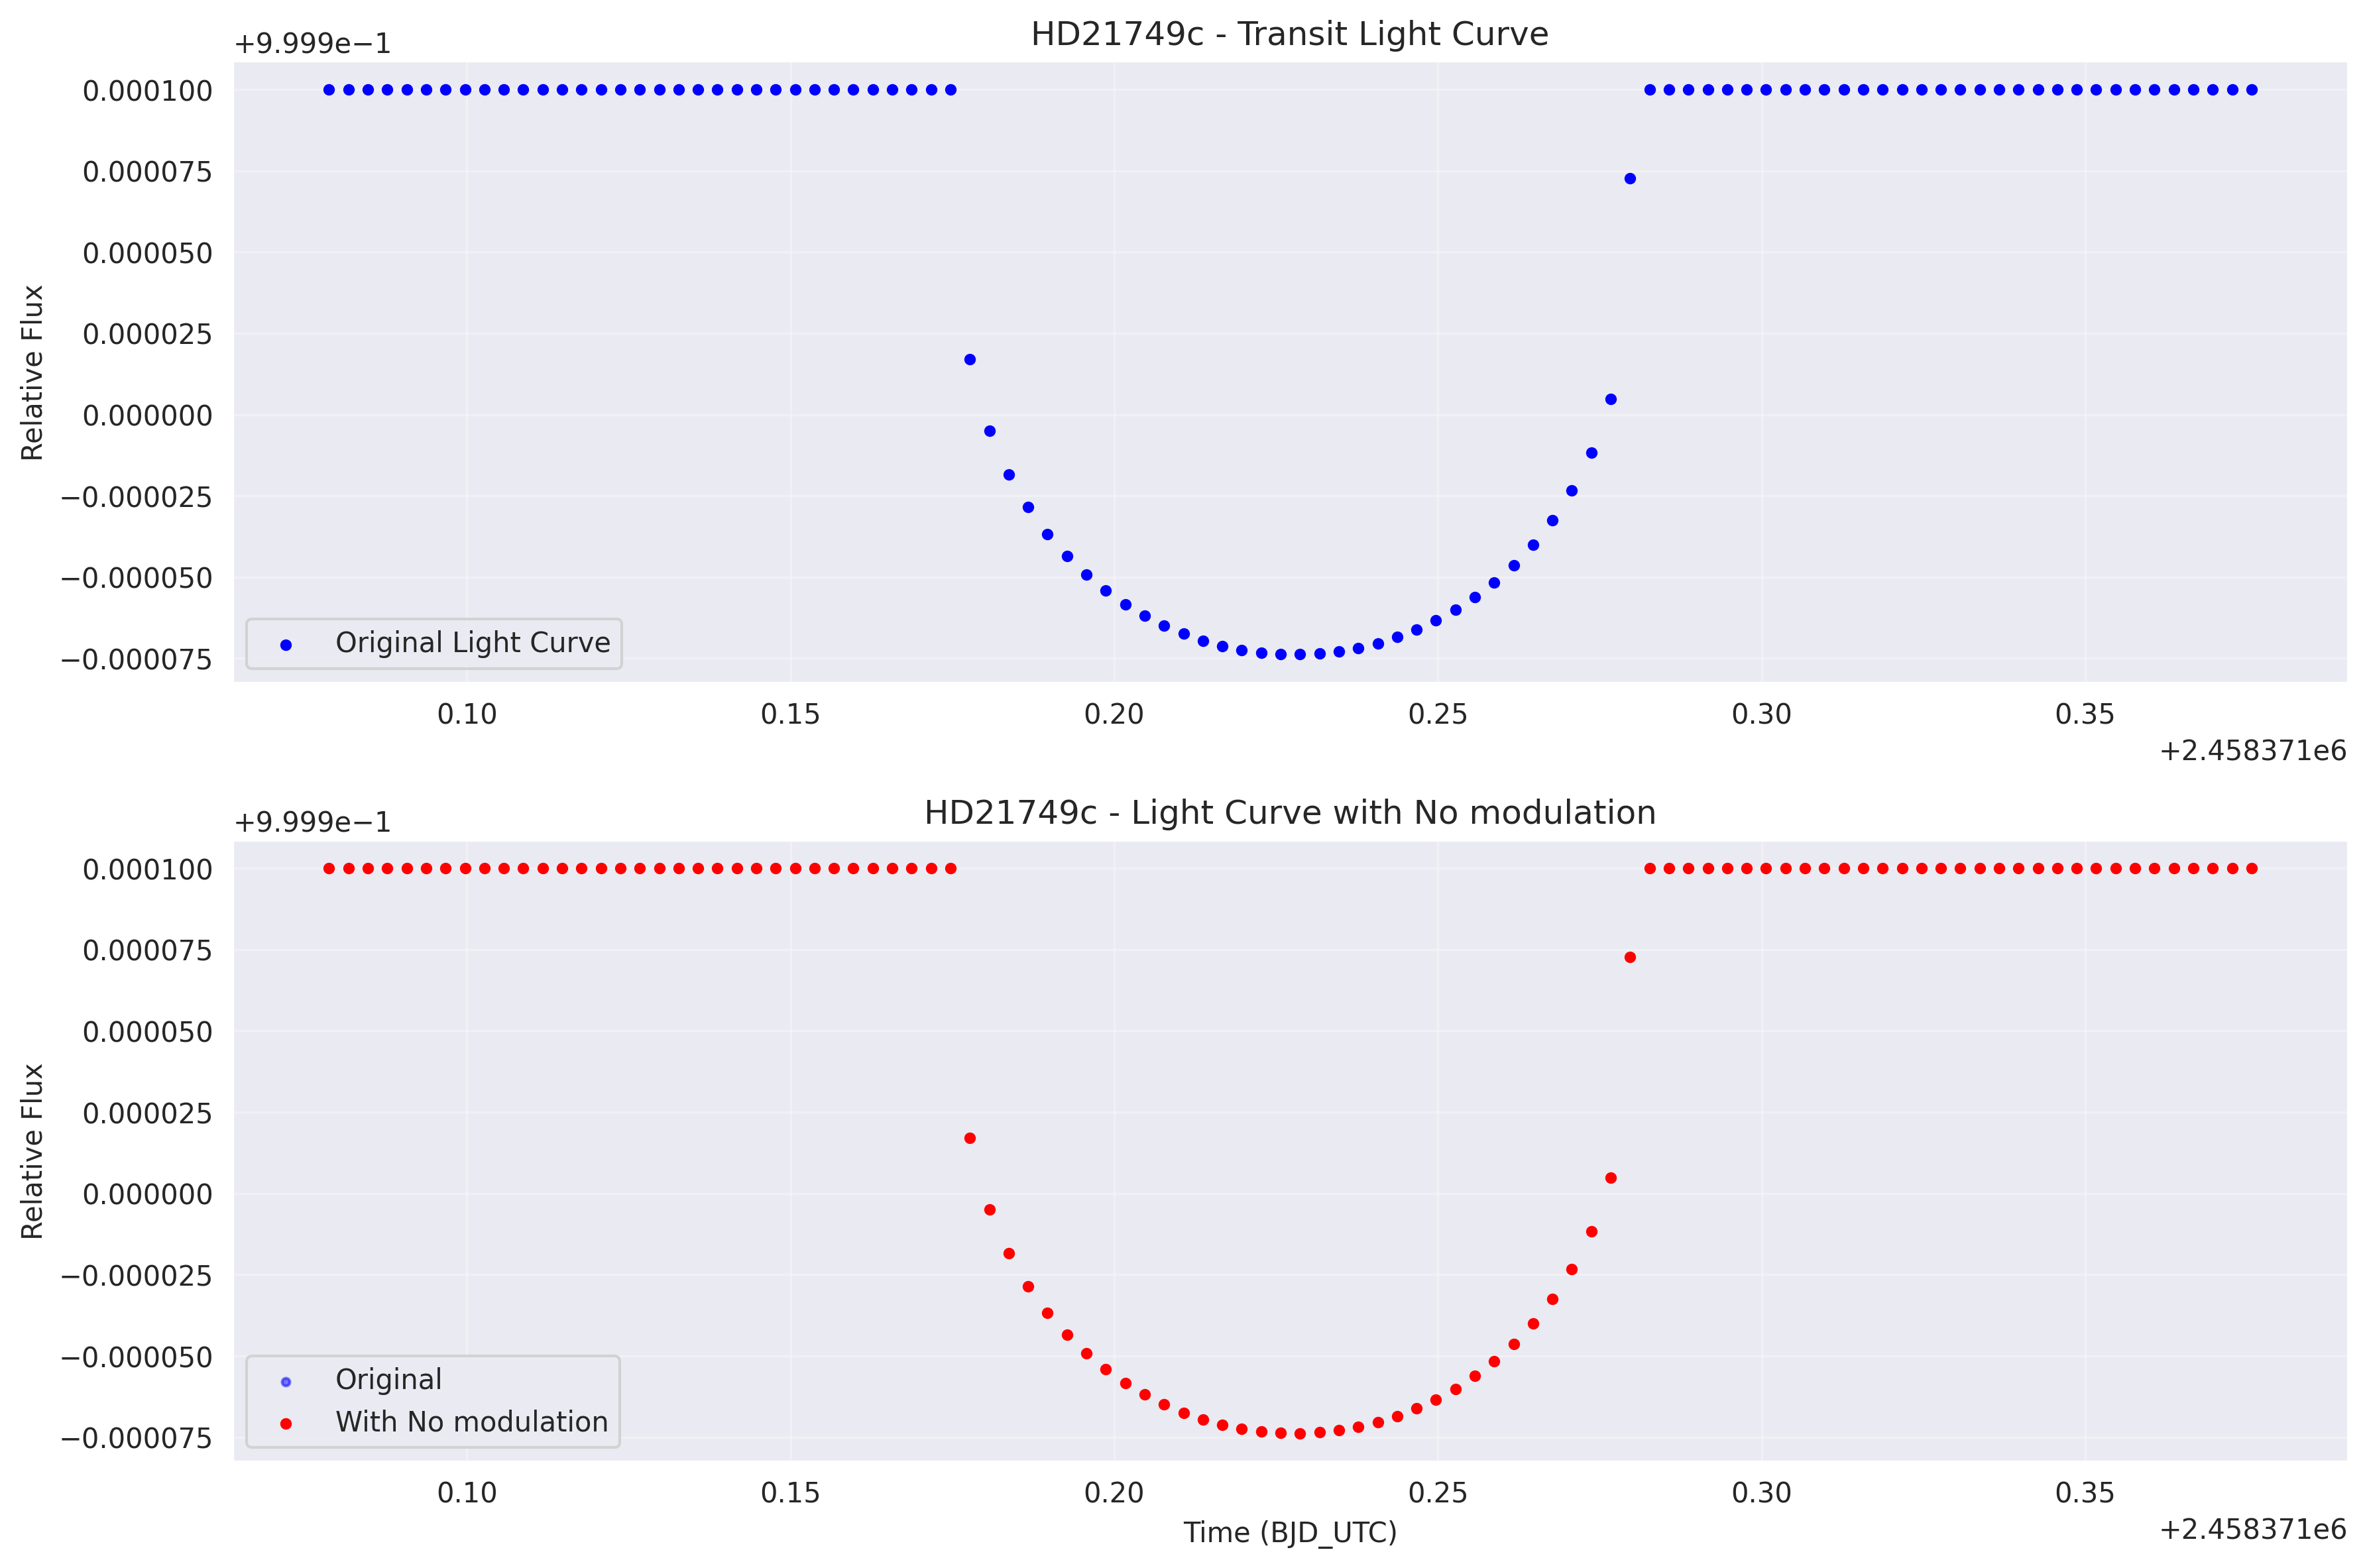 HD21749c - Transit Light Curve
+9.999e−1
0.000100
0.000075
0.000050
0.000025
0.000000
−0.000025
−0.000050
−0.000075
Relative Flux
Original Light Curve
0.10 0.15 0.20 0.25 0.30 0.35
+2.458371e6
HD21749c - Light Curve with No modulation
+9.999e−1
0.000100
0.000075
0.000050
0.000025
0.000000
−0.000025
−0.000050
−0.000075
Relative Flux
Original
With No modulation
0.10 0.15 0.20 0.25 0.30 0.35
Time (BJD_UTC)
+2.458371e6